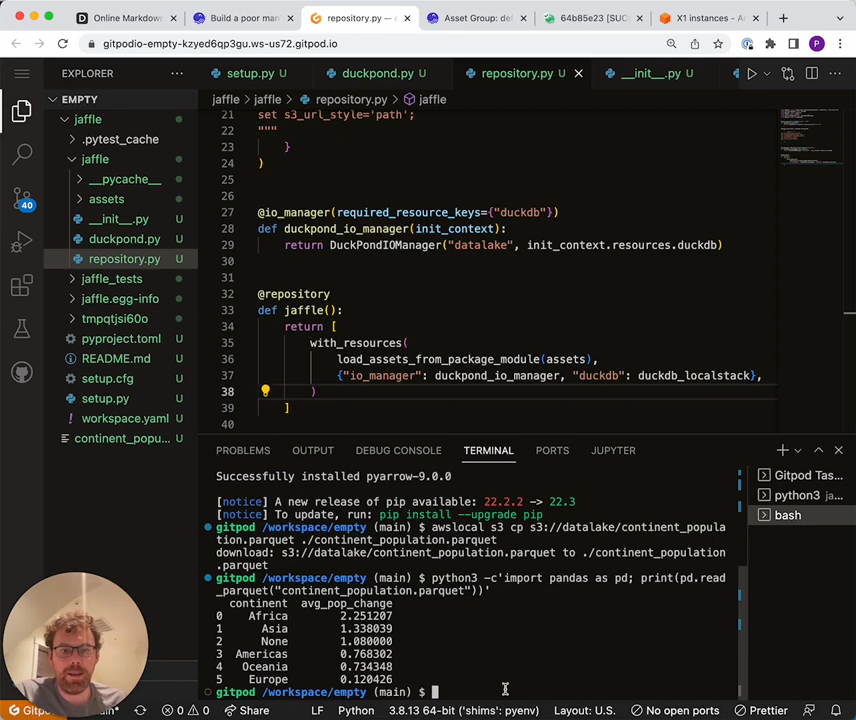 Online Markdown
Build a poor man
repository.py — e
Asset Group: def
64b85e23 [SUC
X1 instances - An
gitpodio-empty-kzyed6qp3gu.ws-us72.gitpod.io
P
EXPLORER
setup.py U
duckpond.py U
repository.py U
__init__.py U
EMPTY
jaffle
.pytest_cache
jaffle
__pycache__
assets
__init__.py U
duckpond.py U
repository.py U
jaffle_tests
jaffle.egg-info
tmpqtjsi60o
pyproject.toml U
README.md U
setup.cfg U
setup.py U
workspace.yaml U
continent_popu... U
40
jaffle > jaffle > repository.py > jaffle
21 set s3_url_style='path';
22 """
23 }
24 )
25
26
27 @io_manager(required_resource_keys={"duckdb"})
28 def duckpond_io_manager(init_context):
29 return DuckPondIOManager("datalake", init_context.resources.duckdb)
30
31
32 @repository
33 def jaffle():
34 return [
35 with_resources(
36 load_assets_from_package_module(assets),
37 {"io_manager": duckpond_io_manager, "duckdb": duckdb_localstack},
38 )
39 ]
40
PROBLEMS OUTPUT DEBUG CONSOLE TERMINAL PORTS JUPYTER
Successfully installed pyarrow-9.0.0
[notice] A new release of pip available: 22.2.2 -> 22.3
[notice] To update, run: pip install --upgrade pip
gitpod /workspace/empty (main) $ awslocal s3 cp s3://datalake/continent_popula
tion.parquet ./continent_population.parquet
download: s3://datalake/continent_population.parquet to ./continent_population
.parquet
gitpod /workspace/empty (main) $ python3 -c'import pandas as pd; print(pd.read
_parquet("continent_population.parquet"))'
continent avg_pop_change
0 Africa 2.251207
1 Asia 1.338039
2 None 1.080000
3 Americas 0.768302
4 Oceania 0.734348
5 Europe 0.120426
gitpod /workspace/empty (main) $
Gitpod Tas...
python3 ja...
bash
Gitp
main*
0 0
Share
LF
Python
3.8.13 64-bit ('shims': pyenv)
Layout: U.S.
No open ports
Prettier